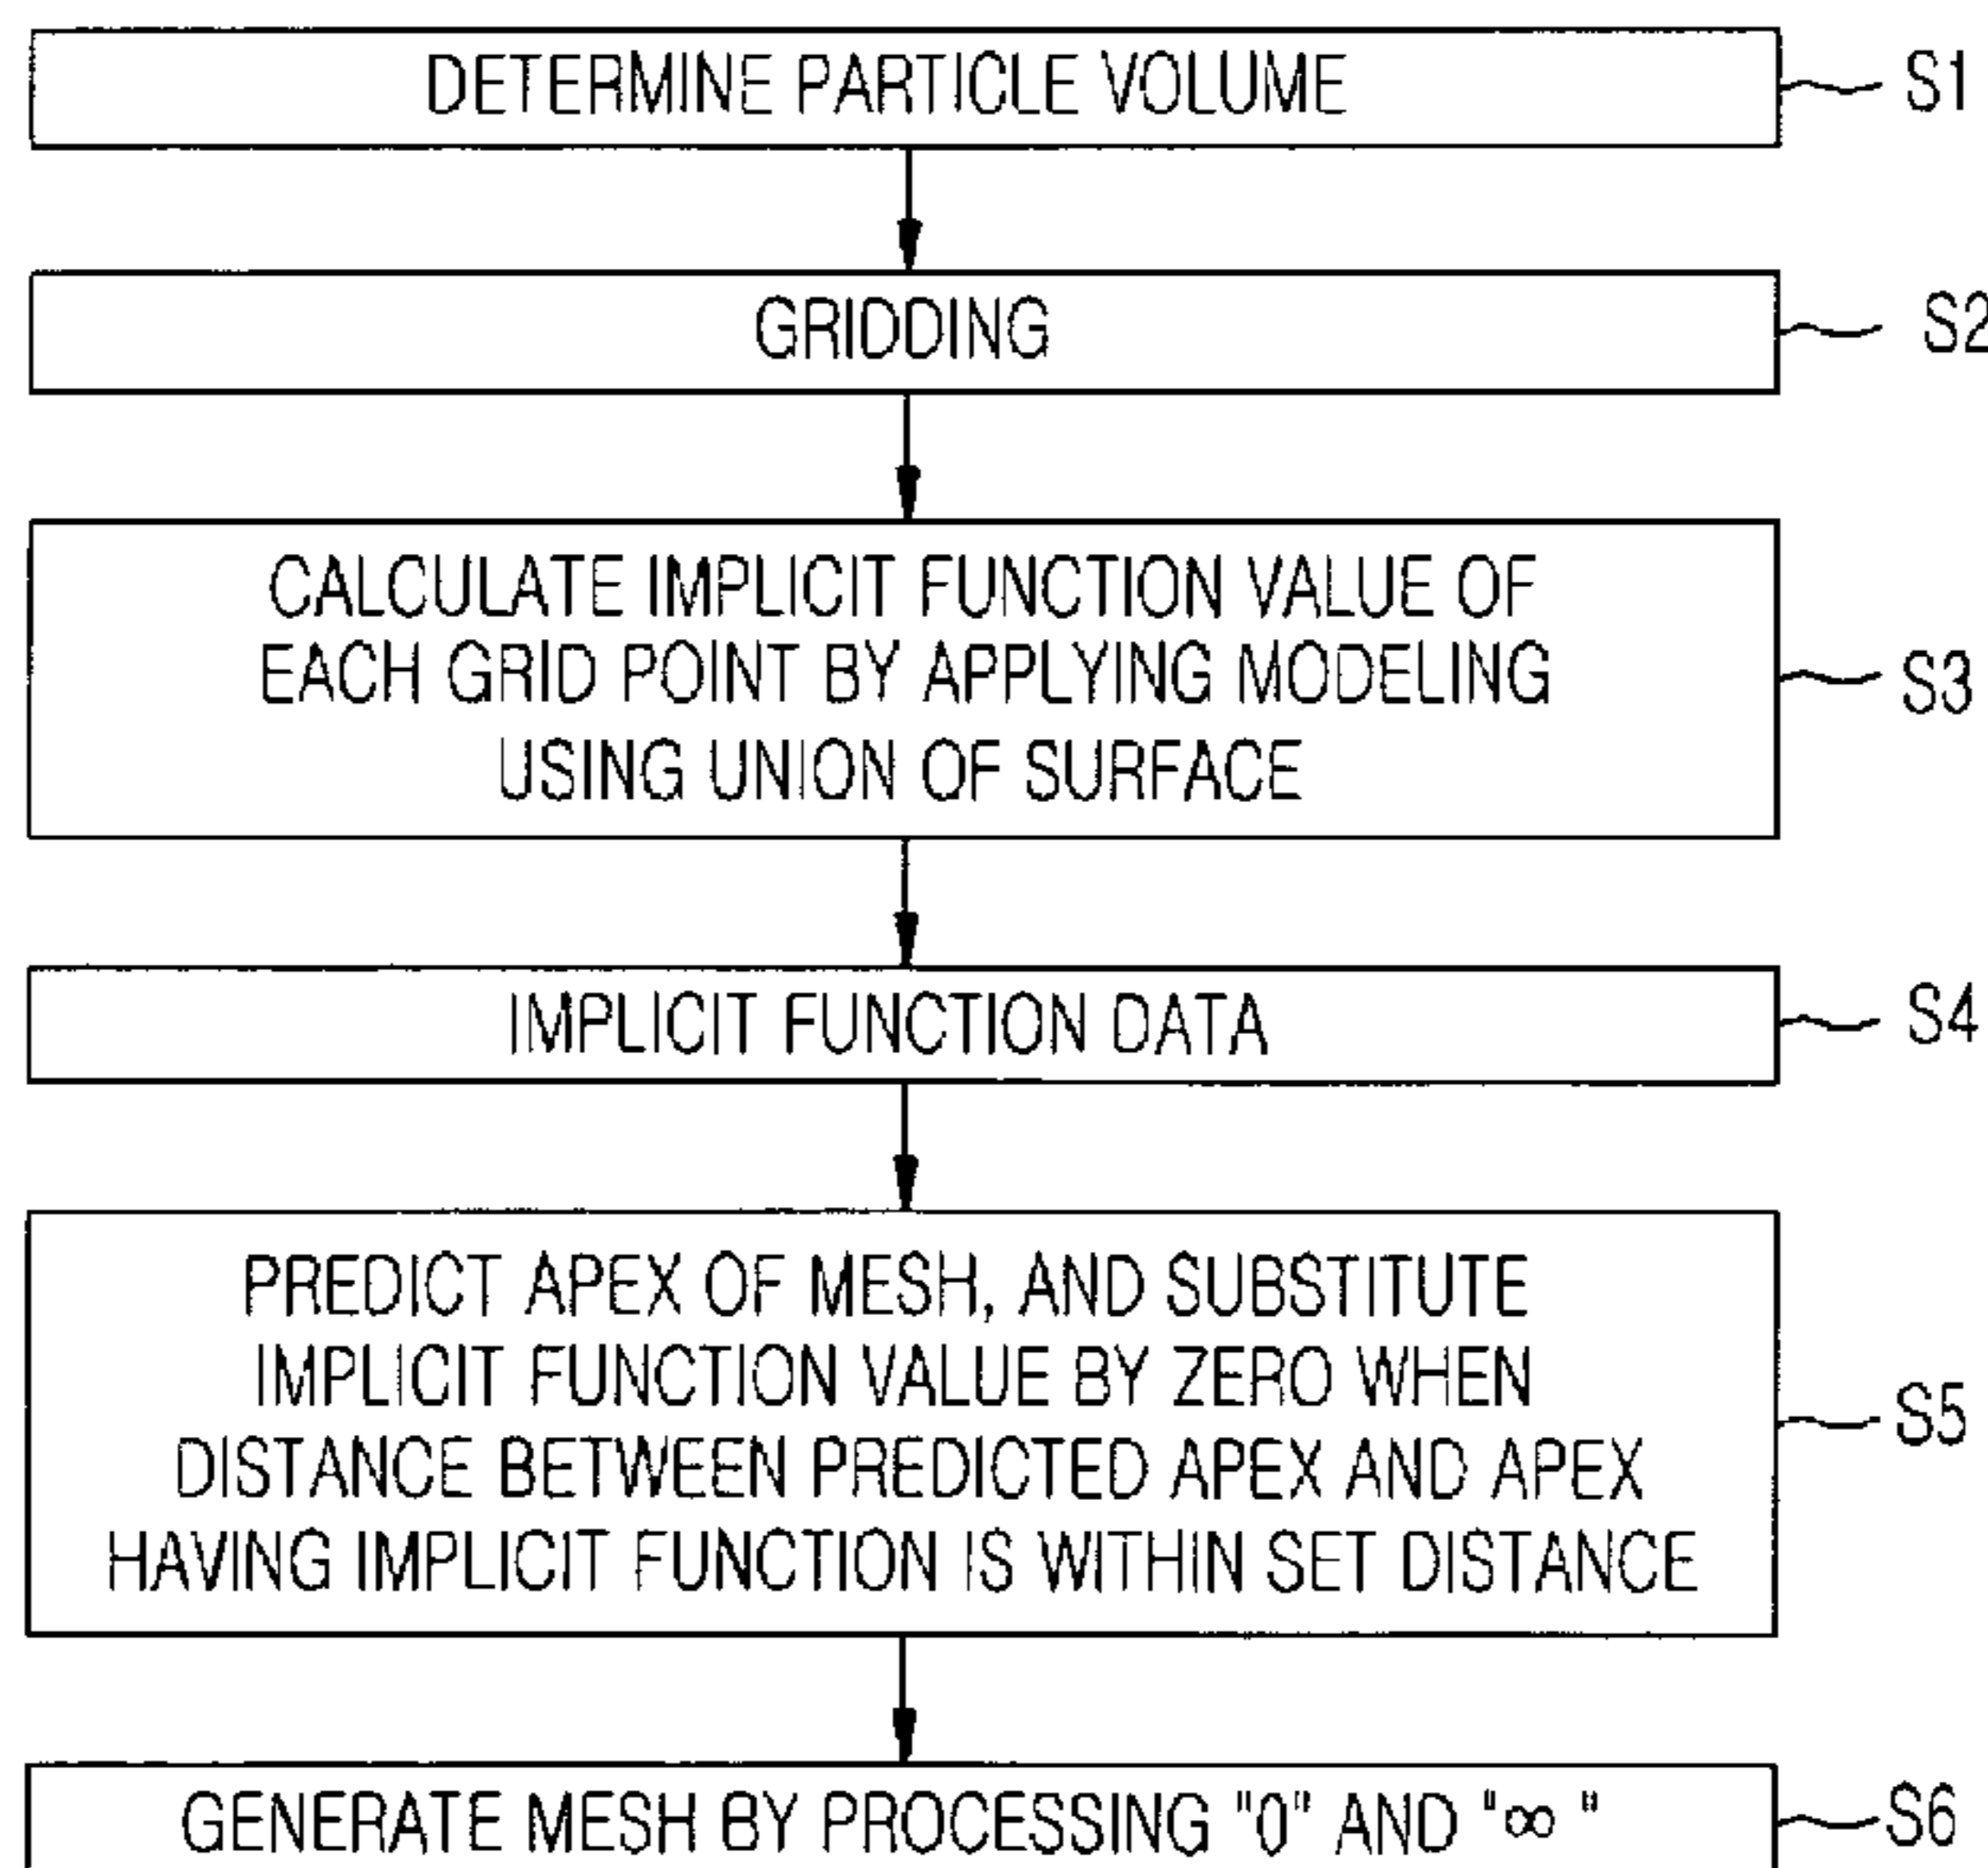 DETERMINE PARTICLE VOLUME
S1
GRIDDING
S2
CALCULATE IMPLICIT FUNCTION VALUE OF
EACH GRID POINT BY APPLYING MODELING
USING UNION OF SURFACE
S3
IMPLICIT FUNCTION DATA
S4
PREDICT APEX OF MESH, AND SUBSTITUTE
IMPLICIT FUNCTION VALUE BY ZERO WHEN
DISTANCE BETWEEN PREDICTED APEX AND APEX
HAVING IMPLICIT FUNCTION IS WITHIN SET DISTANCE
S5
GENERATE MESH BY PROCESSING "0" AND "∞ "
S6